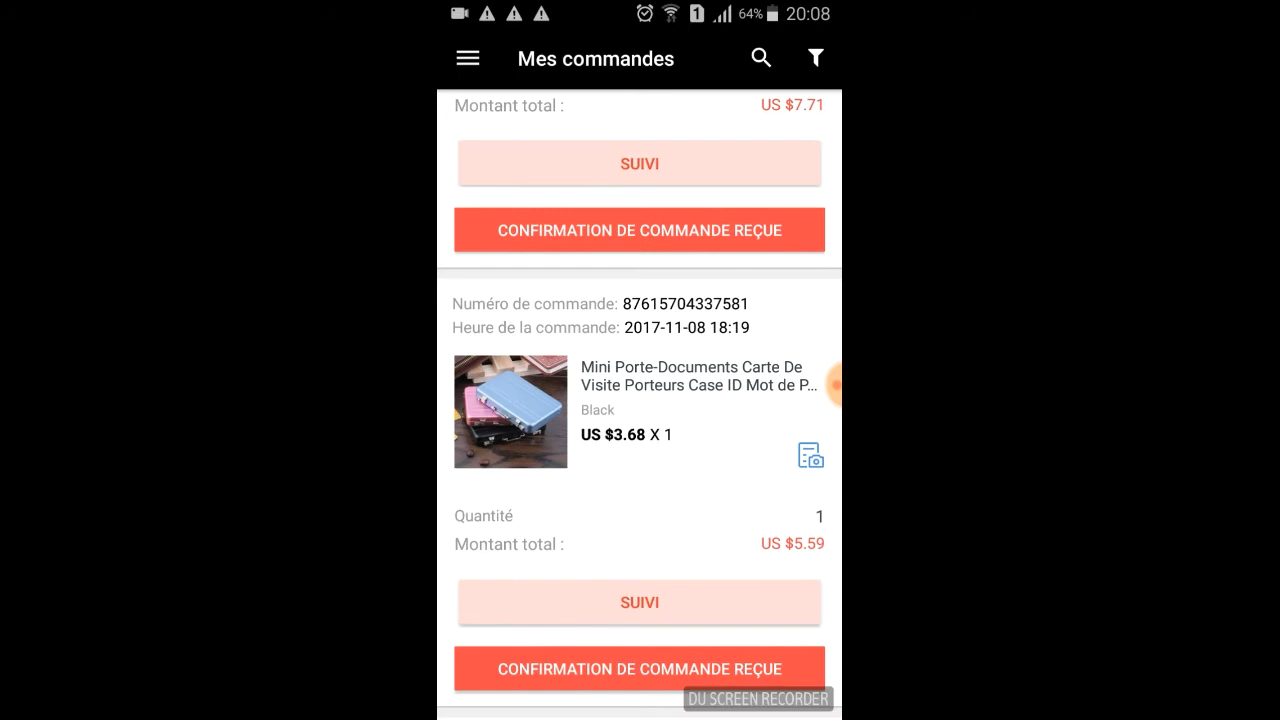 1 64% 20:08
Mes commandes
Montant total : US $7.71
SUIVI
CONFIRMATION DE COMMANDE REÇUE
Numéro de commande: 87615704337581
Heure de la commande: 2017-11-08 18:19
Mini Porte-Documents Carte De
Visite Porteurs Case ID Mot de P...
Black
US $3.68 X 1
Quantité 1
Montant total : US $5.59
SUIVI
CONFIRMATION DE COMMANDE REÇUE
DU SCREEN RECORDER